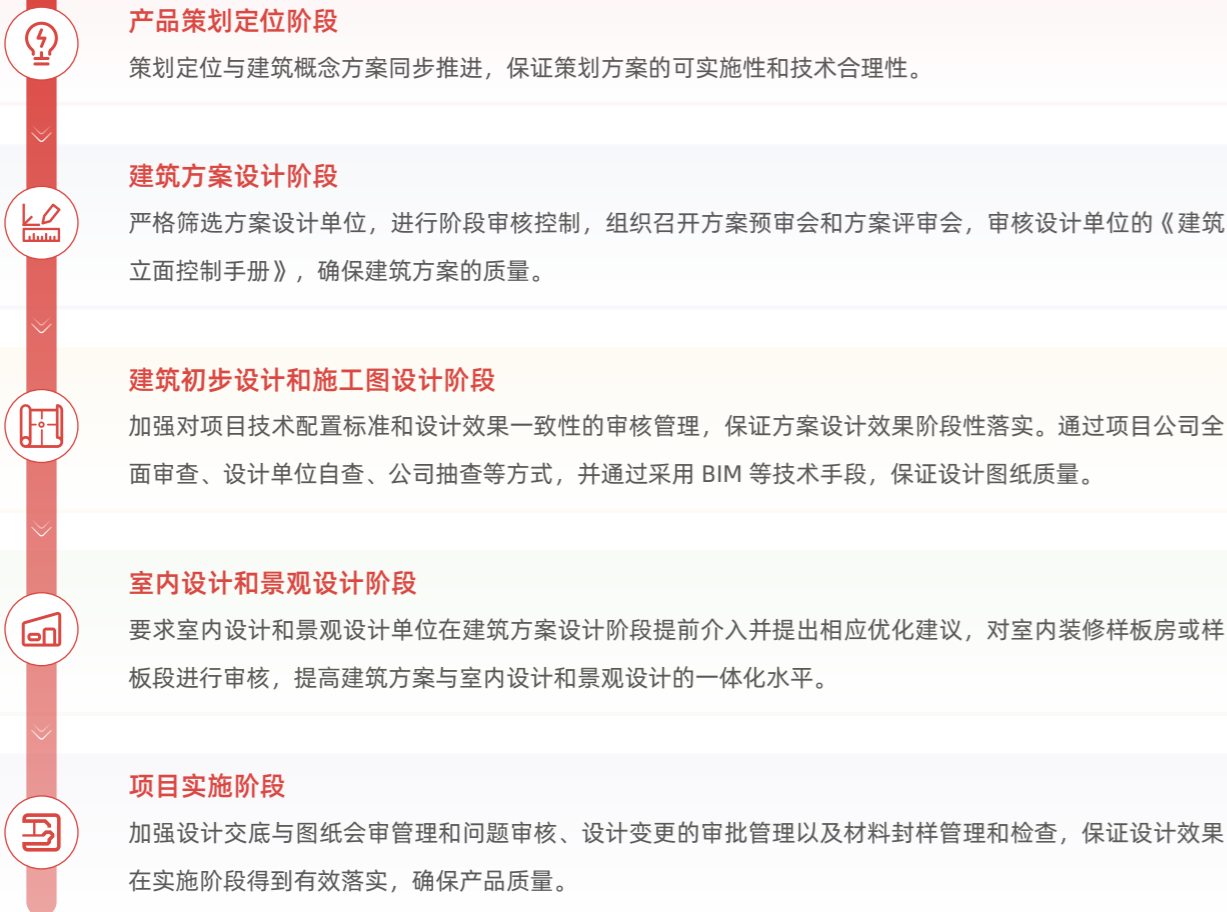 产品策划定位阶段
策划定位与建筑概念方案同步推进，保证策划方案的可实施性和技术合理性。
建筑方案设计阶段
严格筛选方案设计单位，进行阶段审核控制，组织召开方案预审会和方案评审会，审核设计单位的《建筑
立面控制手册》，确保建筑方案的质量。
建筑初步设计和施工图设计阶段
加强对项目技术配置标准和设计效果一致性的审核管理，保证方案设计效果阶段性落实。通过项目公司全
面审查、设计单位自查、公司抽查等方式，并通过采用 BIM 等技术手段，保证设计图纸质量。
室内设计和景观设计阶段
要求室内设计和景观设计单位在建筑方案设计阶段提前介入并提出相应优化建议，对室内装修样板房或样
板段进行审核，提高建筑方案与室内设计和景观设计的一体化水平。
项目实施阶段
加强设计交底与图纸会审管理和问题审核、设计变更的审批管理以及材料封样管理和检查，保证设计效果
在实施阶段得到有效落实，确保产品质量。